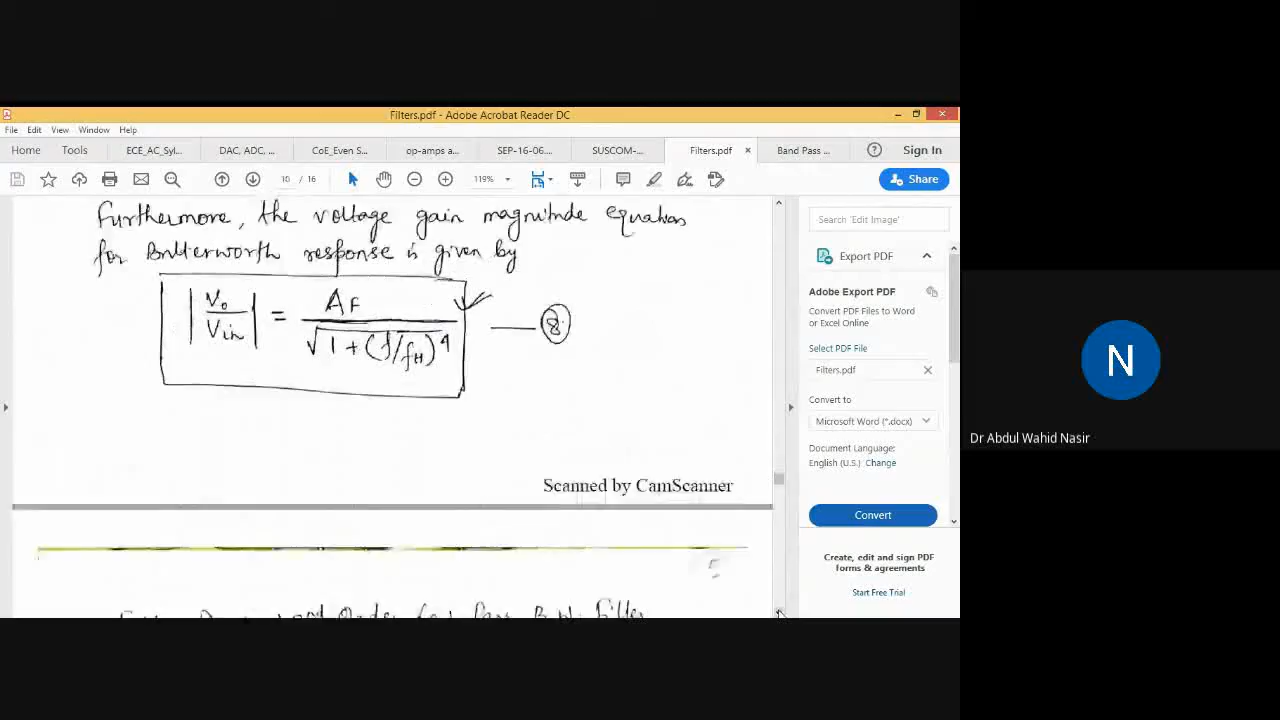 Filters.pdf - Adobe Acrobat Reader DC
File Edit View Window Help
Home Tools ECE_AC_Syl... DAC, ADC, ... CoE_Even S... op-amps a... SEP-16-06... SUSCOM-... Filters.pdf × Band Pass ... Sign In
10 / 16 119% Share
Furthermore, the voltage gain magnitude equation
for Butterworth response is given by
|Vo/Vin| = AF / √1 + (f/fH)^4 — 8
Scanned by CamScanner
Search 'Edit Image'
Export PDF
Adobe Export PDF
Convert PDF Files to Word
or Excel Online
Select PDF File
Filters.pdf
Convert to
Microsoft Word (*.docx)
Document Language:
English (U.S.) Change
Convert
Create, edit and sign PDF
forms & agreements
Start Free Trial
N
Dr Abdul Wahid Nasir